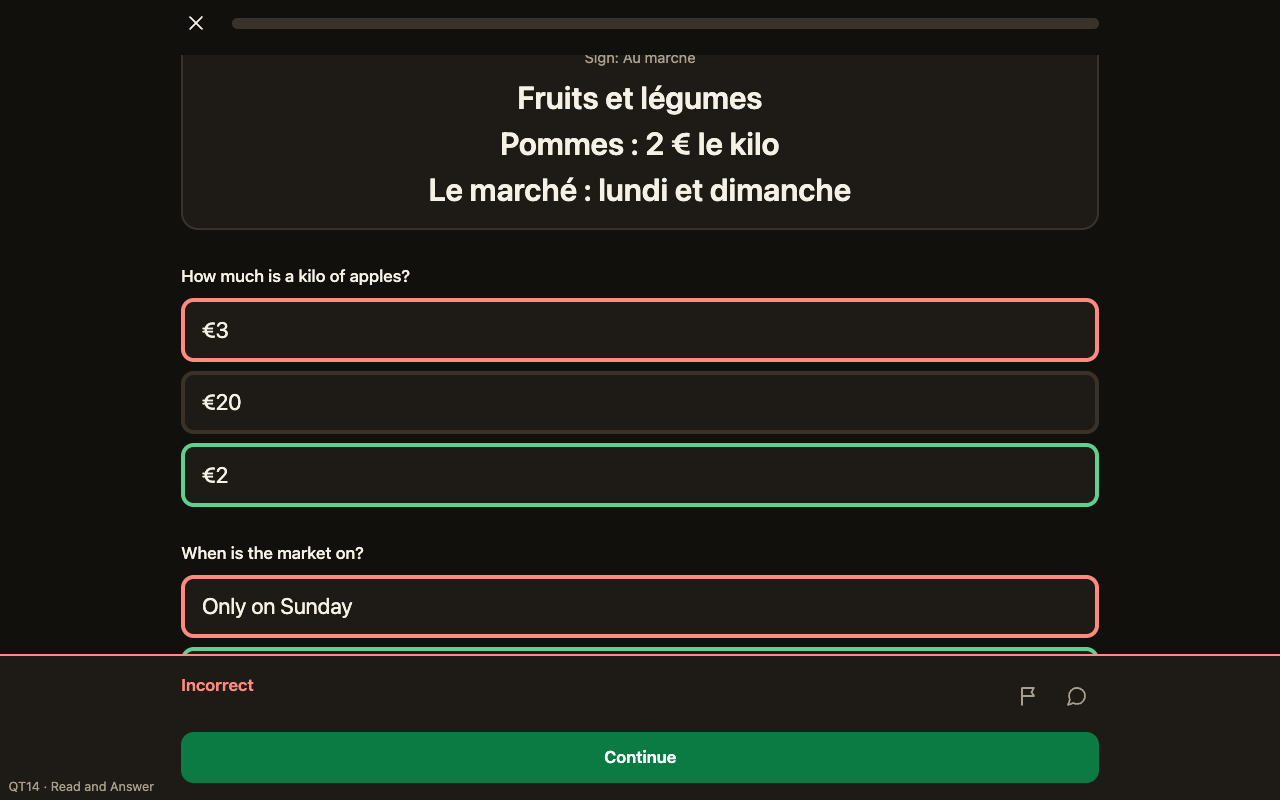 Sign: Au marché
Fruits et légumes
Pommes : 2 € le kilo
Le marché : lundi et dimanche
How much is a kilo of apples?
€3
€20
€2
When is the market on?
Only on Sunday
Incorrect
Continue
QT14 · Read and Answer